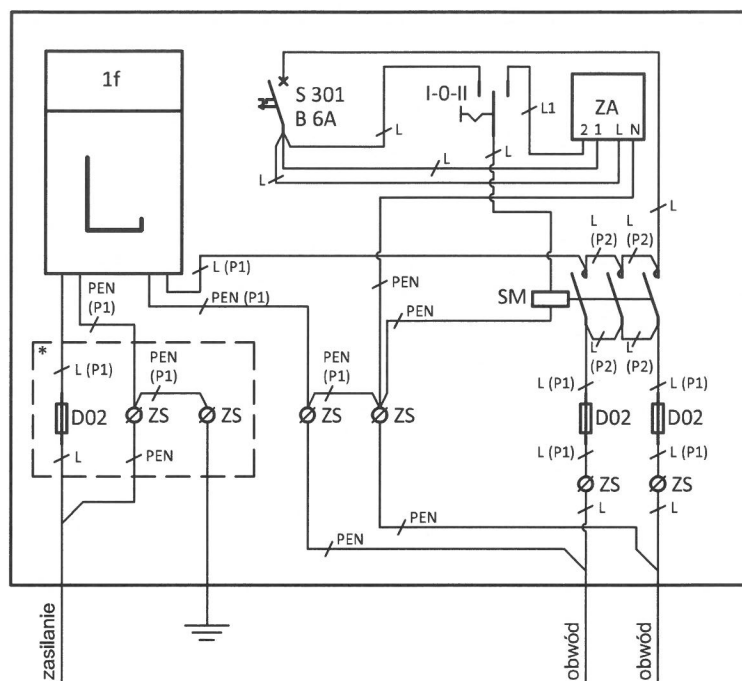 1f
S 301
B 6A
I-0-II
L1
ZA
2 1 L N
L
L
L
L
L
L (P1)
L
(P2)
L
(P2)
PEN
(P1)
PEN (P1)
PEN
SM
PEN
*
L (P1)
PEN
(P1)
PEN
(P1)
L
(P2)
L
(P2)
L (P1)
L (P1)
D02
ZS
ZS
ZS
ZS
D02
D02
L
PEN
L (P1)
L (P1)
ZS
ZS
L
L
PEN
PEN
zasilanie
obwód
obwód